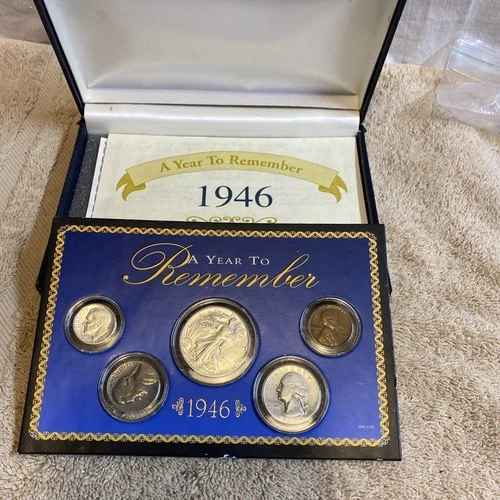 A Year To Remember
1946
A YEAR TO
Remember
1946